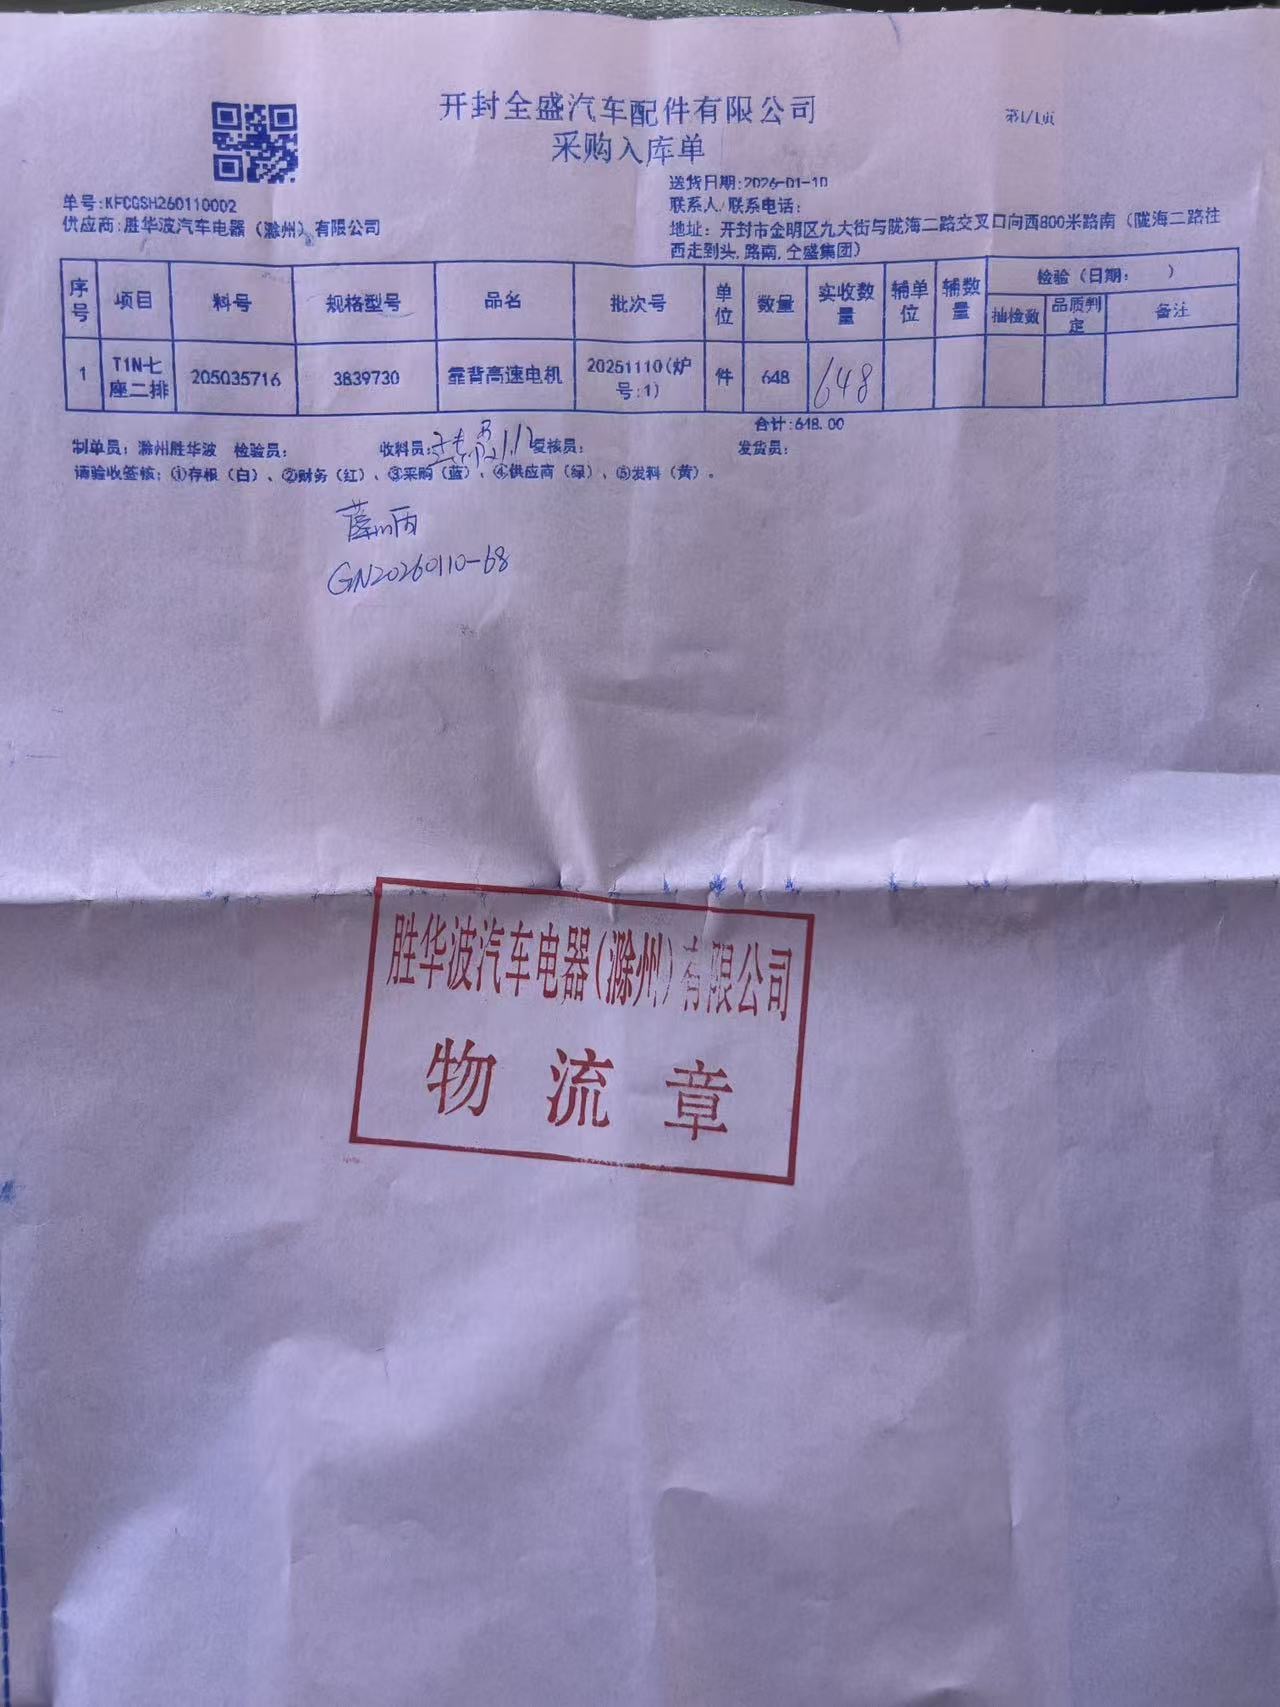 开封全盛汽车配件有限公司
第1/1页
采购入库单
单号:KFCGSH260110002
送货日期:2026-01-10
供应商:胜华波汽车电器（滁州）有限公司
联系人/联系电话:
地址: 开封市金明区九大街与陇海二路交叉口向西800米路南（陇海二路往
西走到头,路南,全盛集团）
序号 项目 料号 规格型号 品名 批次号 单位 数量 实收数量 辅单位 辅数量 检验（日期: ）
抽检数 品质判定 备注
1 T1N七座二排 205035716 3839730 靠背高速电机 20251110(炉号:1) 件 648 648
合计:648.00
制单员: 滁州胜华波 检验员: 收料员: 1.12 复核员: 发货员:
请验收签核: ①存根（白）、②财务（红）、③采购（蓝）、④供应商（绿）、⑤发料（黄）。
GN20260110-68
胜华波汽车电器(滁州)有限公司
物流章